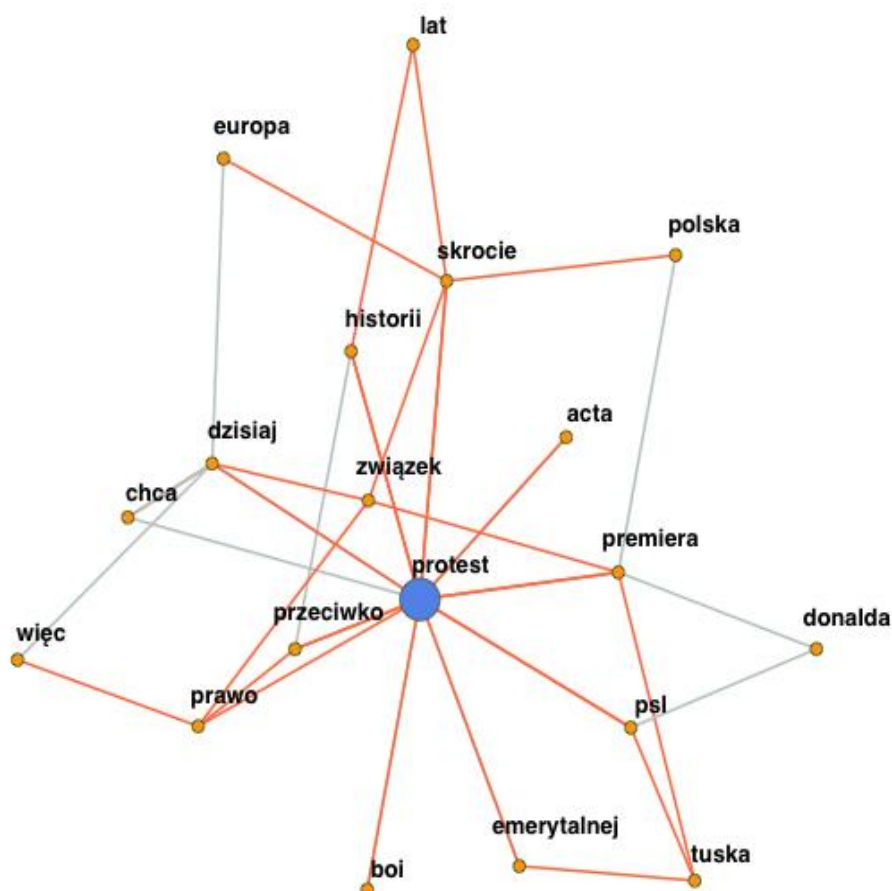 lat
europa
polska
skrocie
historii
acta
dzisiaj
związek
chca
premiera
protest
przeciwko
donalda
więc
prawo
psl
emerytalnej
tuska
boi